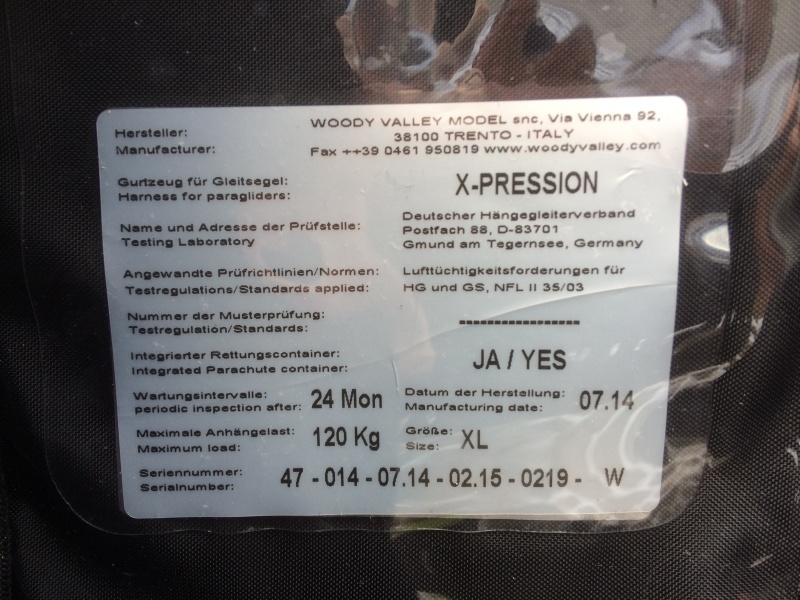 Hersteller: WOODY VALLEY MODEL snc, Via Vienna 92,
Manufacturer: 38100 TRENTO - ITALY
Fax ++39 0461 950819 www.woodyvalley.com
Gurtzeug für Gleitsegel: X-PRESSION
Harness for paragliders:
Name und Adresse der Prüfstelle: Deutscher Hängegleiterverband
Testing Laboratory Postfach 88, D-83701
Gmund am Tegernsee, Germany
Angewandte Prüfrichtlinien/Normen: Lufttüchtigkeitsforderungen für
Testregulations/Standards applied: HG und GS, NFL II 35/03
Nummer der Musterprüfung: -----------------
Testregulation/Standards:
Integrierter Rettungscontainer: JA / YES
Integrated Parachute container:
Wartungsintervalle: 24 Mon Datum der Herstellung: 07.14
periodic inspection after: Manufacturing date:
Maximale Anhängelast: 120 Kg Größe: XL
Maximum load: Size:
Seriennummer: 47 - 014 - 07.14 - 02.15 - 0219 - W
Serialnumber: